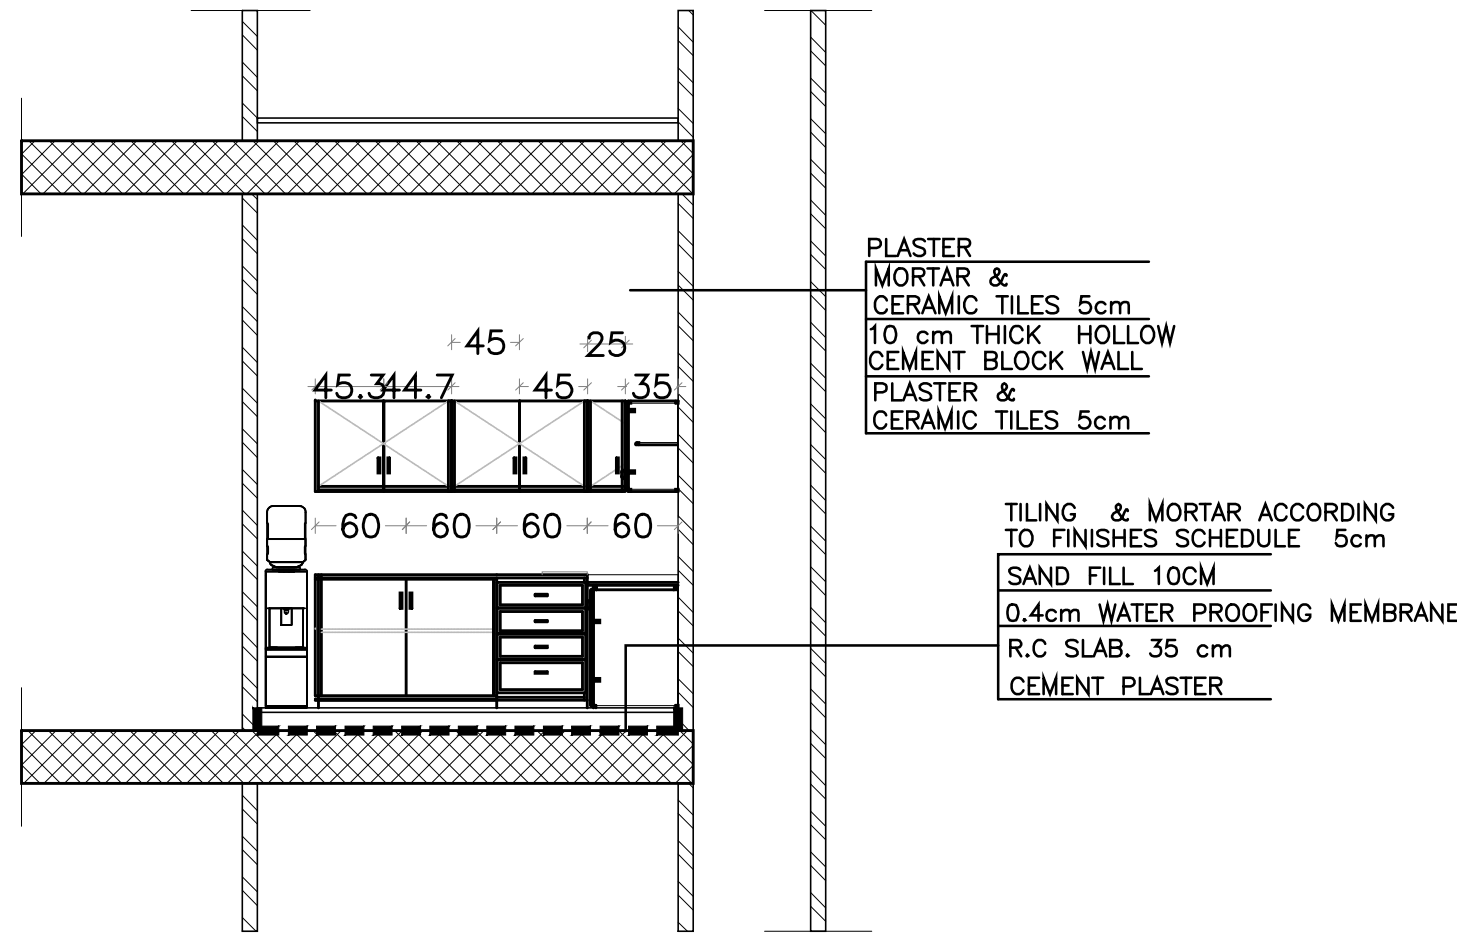 PLASTER
MORTAR &
CERAMIC TILES 5cm
10 cm THICK HOLLOW
CEMENT BLOCK WALL
PLASTER &
CERAMIC TILES 5cm
45 25
45.3 44.7 45 35
60 60 60 60
TILING & MORTAR ACCORDING
TO FINISHES SCHEDULE 5cm
SAND FILL 10CM
0.4cm WATER PROOFING MEMBRANE
R.C SLAB. 35 cm
CEMENT PLASTER